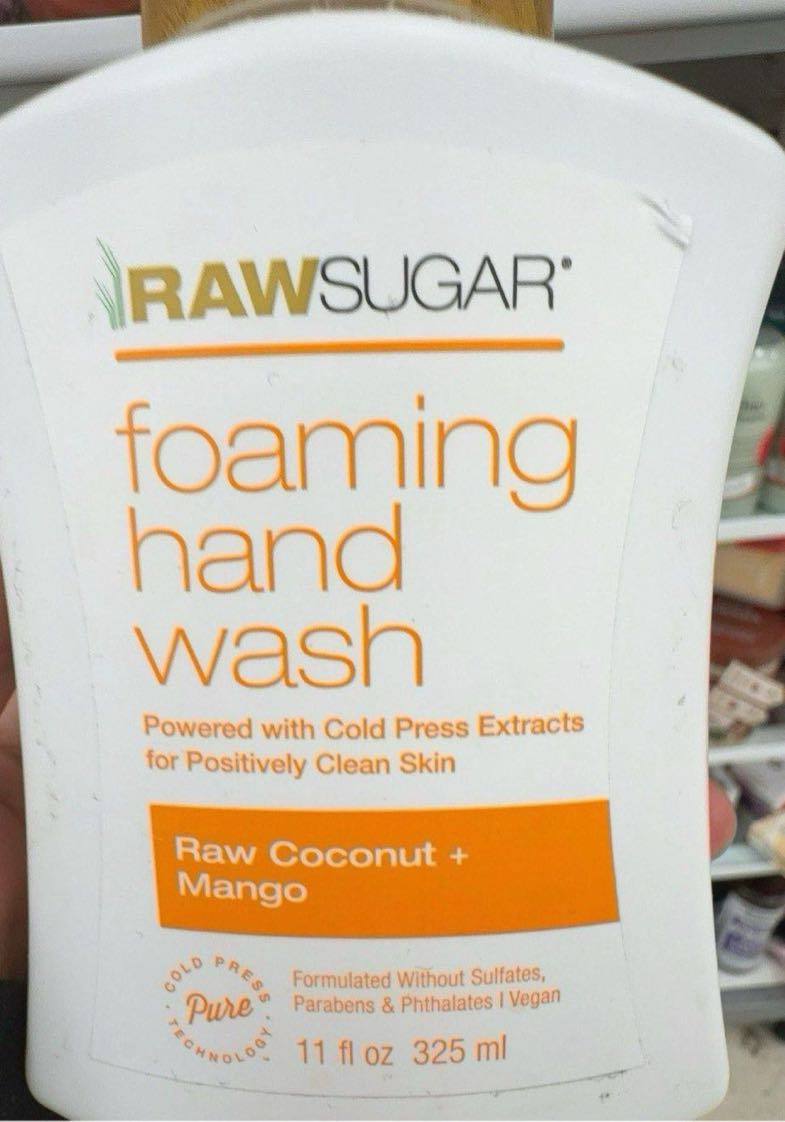 RAWSUGAR®
foaming
hand
wash
Powered with Cold Press Extracts
for Positively Clean Skin
Raw Coconut +
Mango
COLD PRESS
Pure
TECHNOLOGY
Formulated Without Sulfates,
Parabens & Phthalates | Vegan
11 fl oz 325 ml